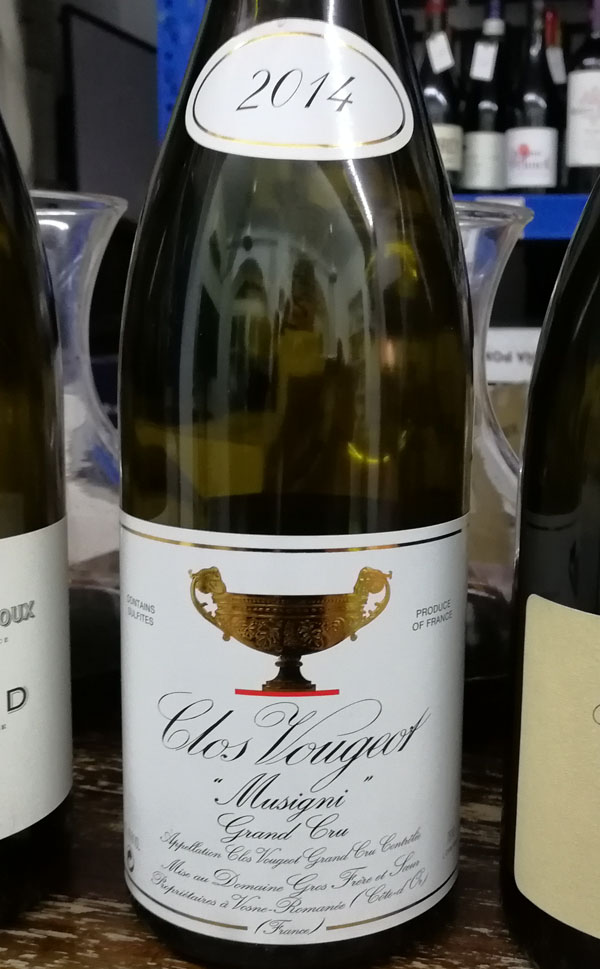 2014
CONTAINS
SULFITES
PRODUCE
OF FRANCE
Clos Vougeot
"Musigni"
Grand Cru
Appellation Clos Vougeot Grand Cru Contrôlée
Mise au Domaine Gros Frère et Sœur
Propriétaires à Vosne-Romanée (Côte-d'Or)
(France)
OUX
D